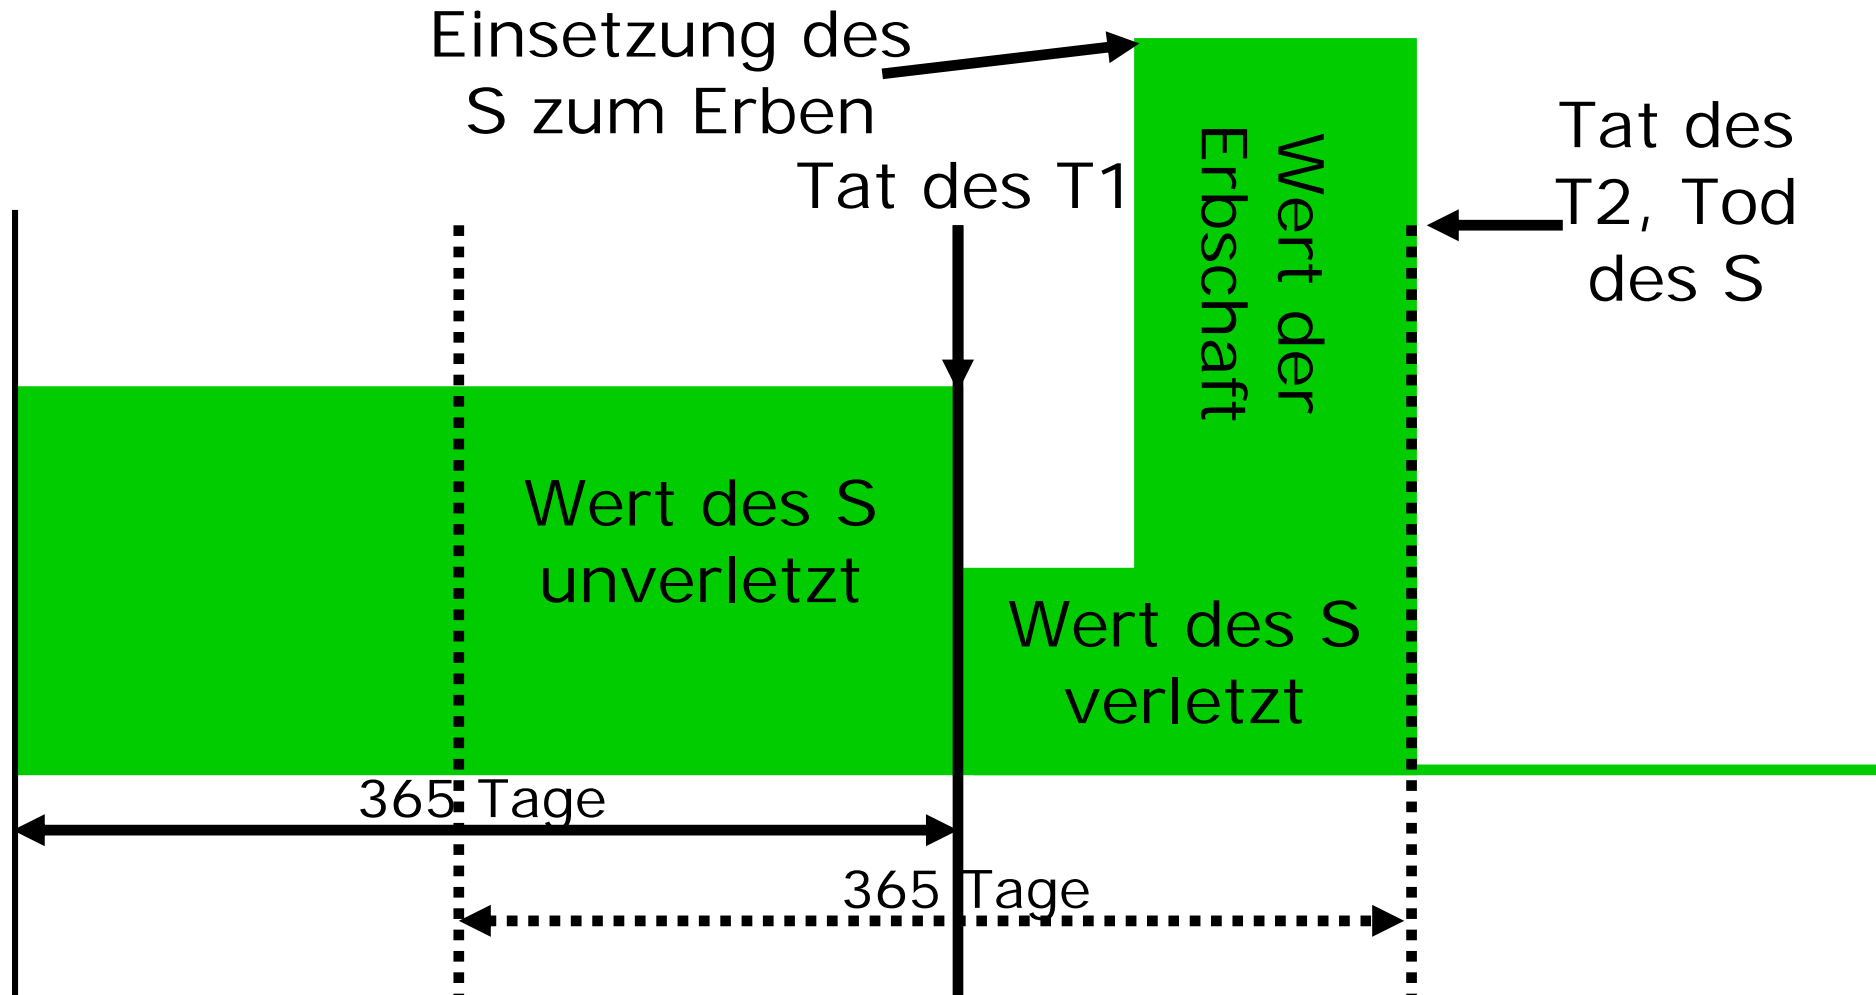 Einsetzung des
S zum Erben
Tat des T1
Wert der
Erbschaft
Tat des
T2, Tod
des S
Wert des S
unverletzt
Wert des S
verletzt
365 Tage
365 Tage